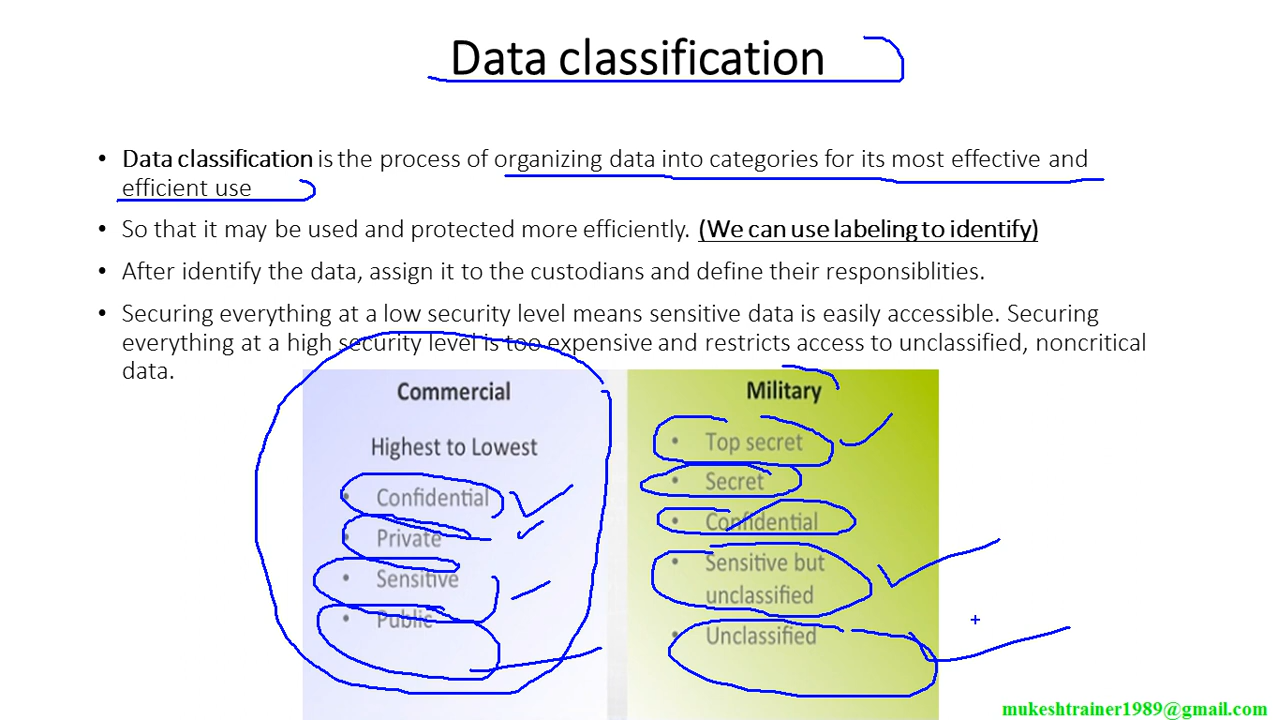 Data classification
• Data classification is the process of organizing data into categories for its most effective and
efficient use
• So that it may be used and protected more efficiently. (We can use labeling to identify)
• After identify the data, assign it to the custodians and define their responsiblities.
• Securing everything at a low security level means sensitive data is easily accessible. Securing
everything at a high security level is too expensive and restricts access to unclassified, noncritical
data.
Commercial
Highest to Lowest
• Confidential
• Private
• Sensitive
• Public
Military
• Top secret
• Secret
• Confidential
• Sensitive but
unclassified
• Unclassified
mukeshtrainer1989@gmail.com